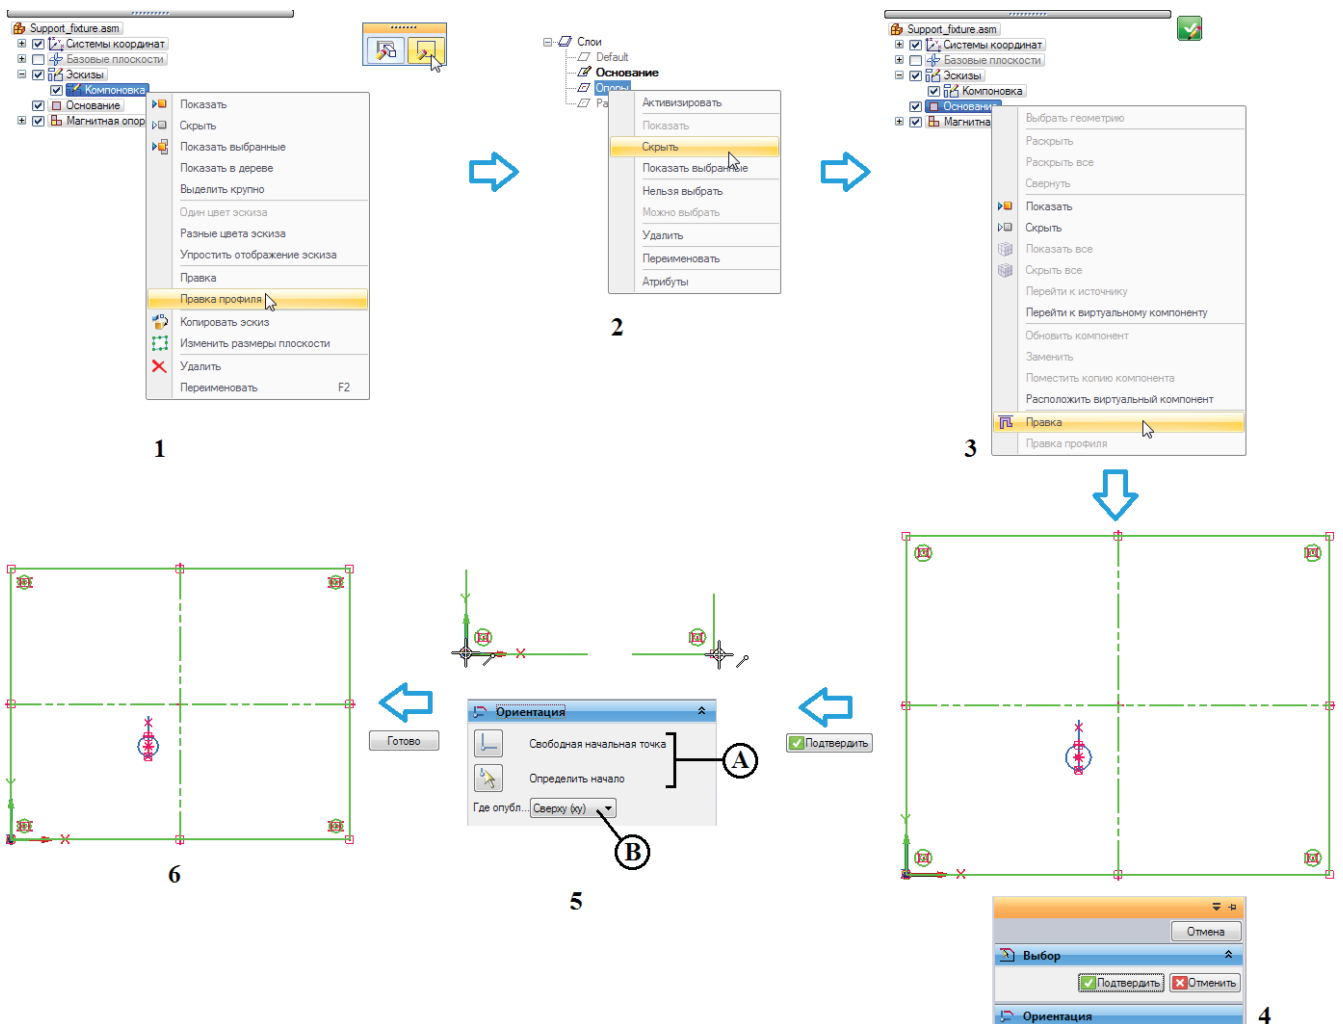 Support_fixture.asm
Системы координат
Базовые плоскости
Эскизы
Компоновка
Основание
Магнитная опор
Показать
Скрыть
Показать выбранные
Показать в дереве
Выделить крупно
Один цвет эскиза
Разные цвета эскиза
Упростить отображение эскиза
Правка
Правка профиля
Копировать эскиз
Изменить размеры плоскости
Удалить
Переименовать F2
1
Слои
Default
Основание
Опоры
Ра
Активизировать
Показать
Скрыть
Показать выбранные
Нельзя выбрать
Можно выбрать
Удалить
Переименовать
Атрибуты
2
Support_fixture.asm
Системы координат
Базовые плоскости
Эскизы
Компоновка
Основание
Магнитна
Выбрать геометрию
Раскрыть
Раскрыть все
Свернуть
Показать
Скрыть
Показать все
Скрыть все
Перейти к источнику
Перейти к виртуальному компоненту
Обновить компонент
Заменить
Поместить копию компонента
Расположить виртуальный компонент
Правка
Правка профиля
3
Y
X
Отмена
Выбор
Подтвердить Отменить
Ориентация
4
Подтвердить
Y
X
Ориентация
Свободная начальная точка
Определить начало
Где опубл... Сверху (xy)
A
B
5
Готово
Y
X
6